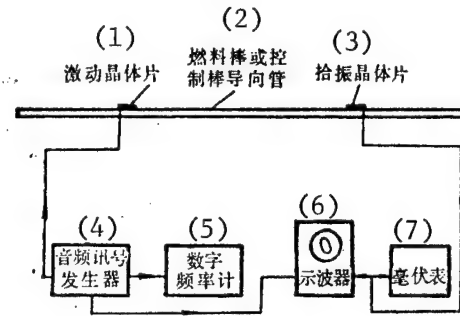 (1)
激动晶体片
(2)
燃料棒或控
制棒导向管
(3)
拾振晶体片
(4)
音频讯号
发生器
(5)
数字
频率计
(6)
示波器
(7)
毫伏表